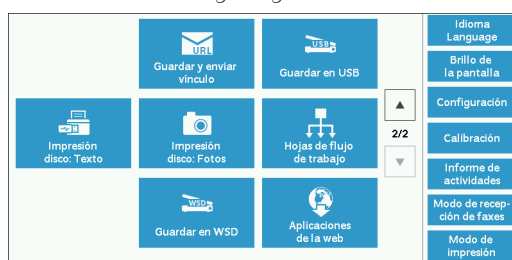 URL
Guardar y enviar
vínculo
USB
Guardar en USB
Impresión
disco: Texto
Impresión
disco: Fotos
Hojas de flujo
de trabajo
WSD
Guardar en WSD
Aplicaciones
de la web
2/2
Idioma
Language
Brillo de
la pantalla
Configuración
Calibración
Informe de
actividades
Modo de recep-
ción de faxes
Modo de
impresión